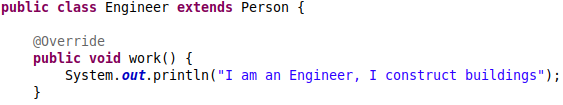 public class Engineer extends Person {
@Override
public void work() {
System.out.println("I am an Engineer, I construct buildings");
}